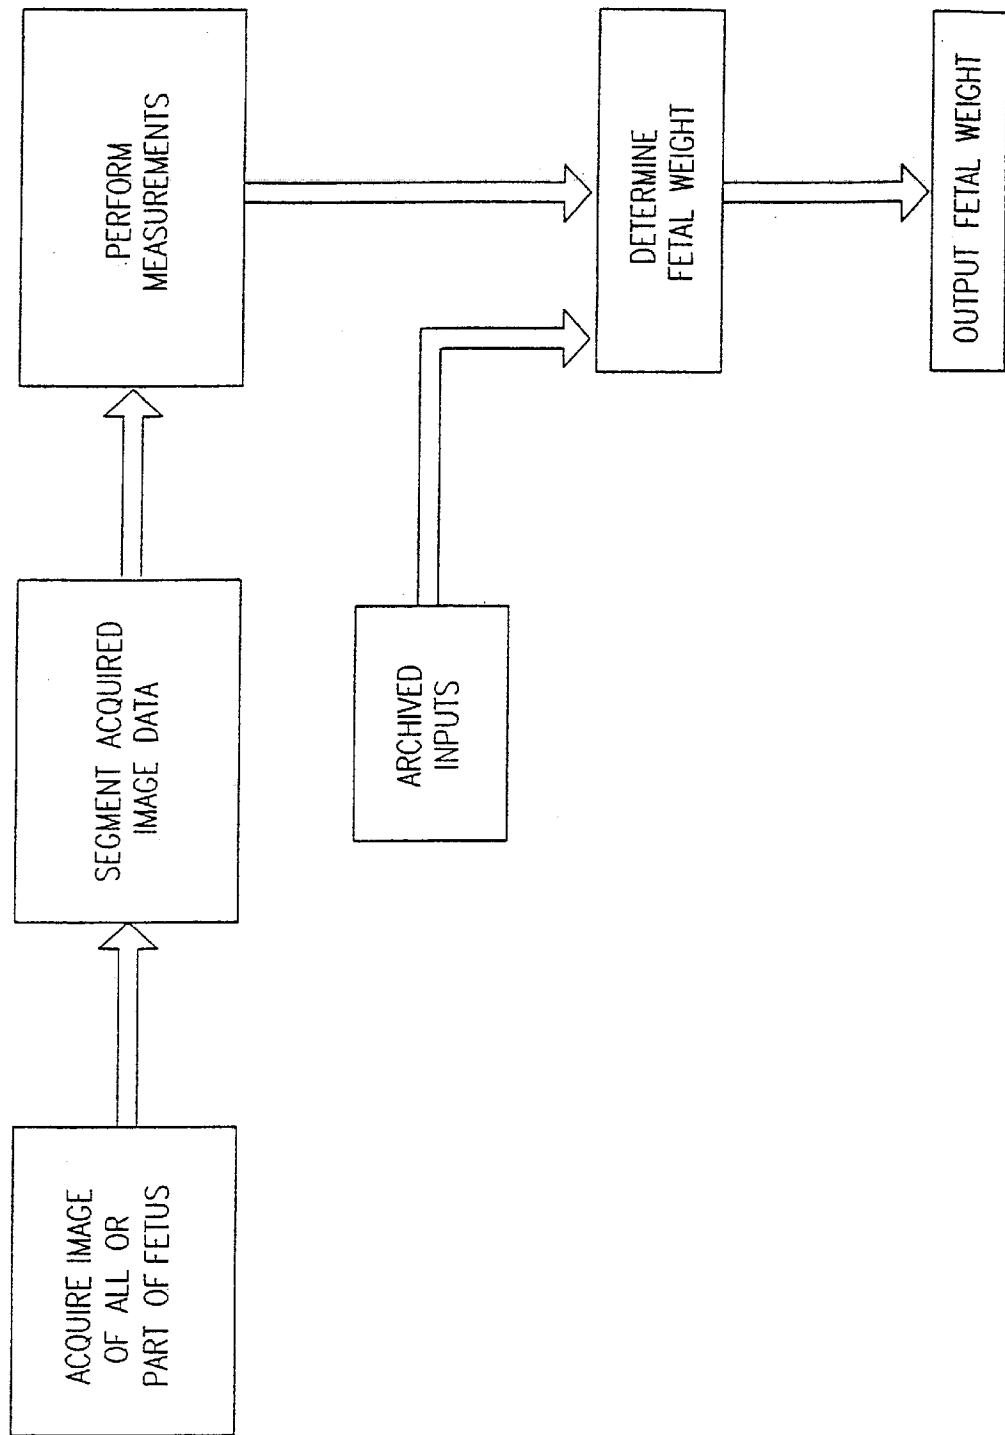 ACQUIRE IMAGE
OF ALL OR
PART OF FETUS
SEGMENT ACQUIRED
IMAGE DATA
PERFORM
MEASUREMENTS
ARCHIVED
INPUTS
DETERMINE
FETAL WEIGHT
OUTPUT FETAL WEIGHT